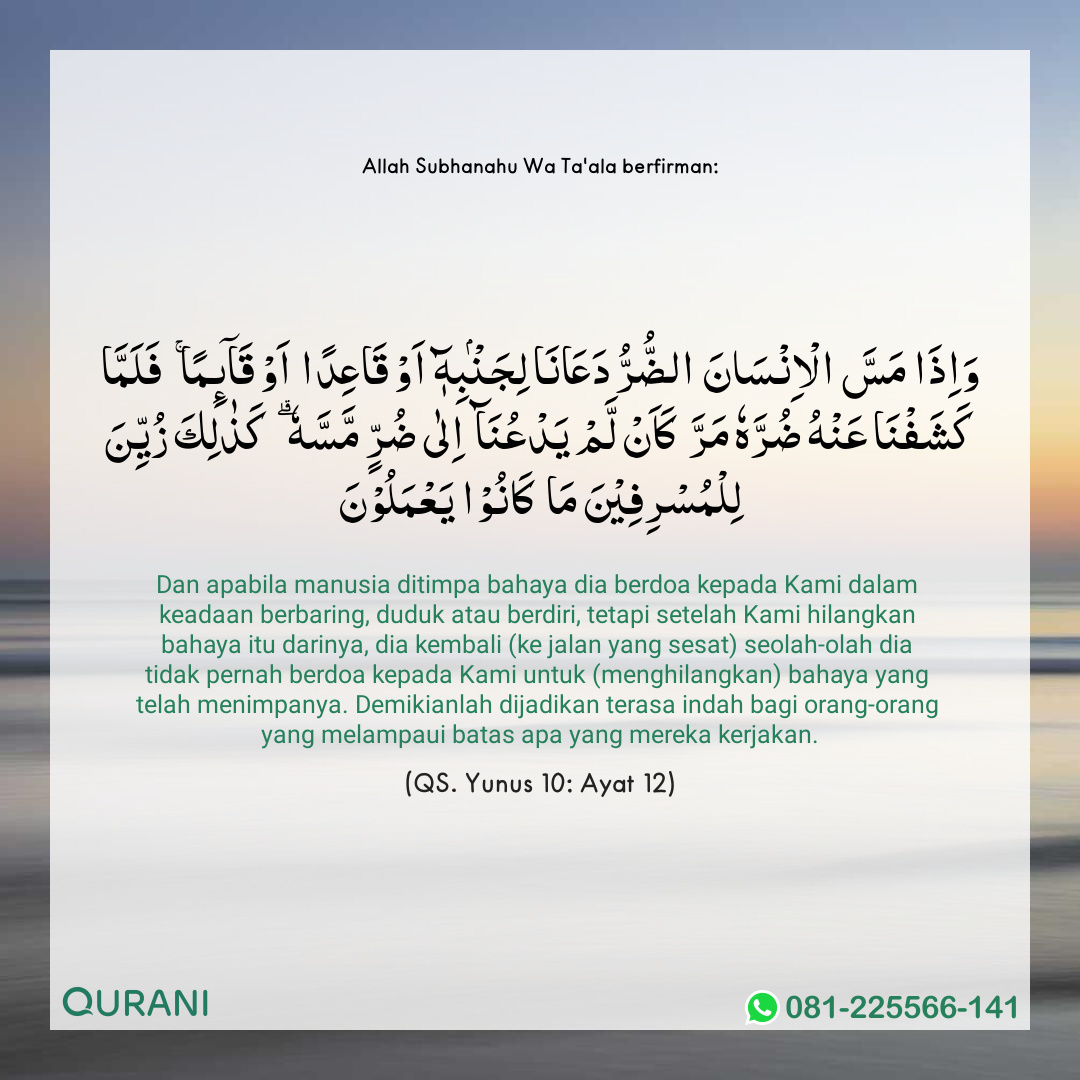 Allah Subhanahu Wa Ta'ala berfirman:
وَاِذَا مَسَّ الْاِنْسَانَ الضُّرُّ دَعَانَا لِجَنْۢبِهٖۤ اَوْ قَاعِدًا اَوْ قَآىِٕمًا ۚ فَلَمَّا
كَشَفْنَا عَنْهُ ضُرَّهٗ مَرَّ كَاَنْ لَّمْ يَدْعُنَاۤ اِلٰى ضُرٍّ مَّسَّهٗ ۗ كَذٰلِكَ زُيِّنَ
لِلْمُسْرِفِيْنَ مَا كَانُوْا يَعْمَلُوْنَ
Dan apabila manusia ditimpa bahaya dia berdoa kepada Kami dalam
keadaan berbaring, duduk atau berdiri, tetapi setelah Kami hilangkan
bahaya itu darinya, dia kembali (ke jalan yang sesat) seolah-olah dia
tidak pernah berdoa kepada Kami untuk (menghilangkan) bahaya yang
telah menimpanya. Demikianlah dijadikan terasa indah bagi orang-orang
yang melampaui batas apa yang mereka kerjakan.
(QS. Yunus 10: Ayat 12)
QURANI
081-225566-141